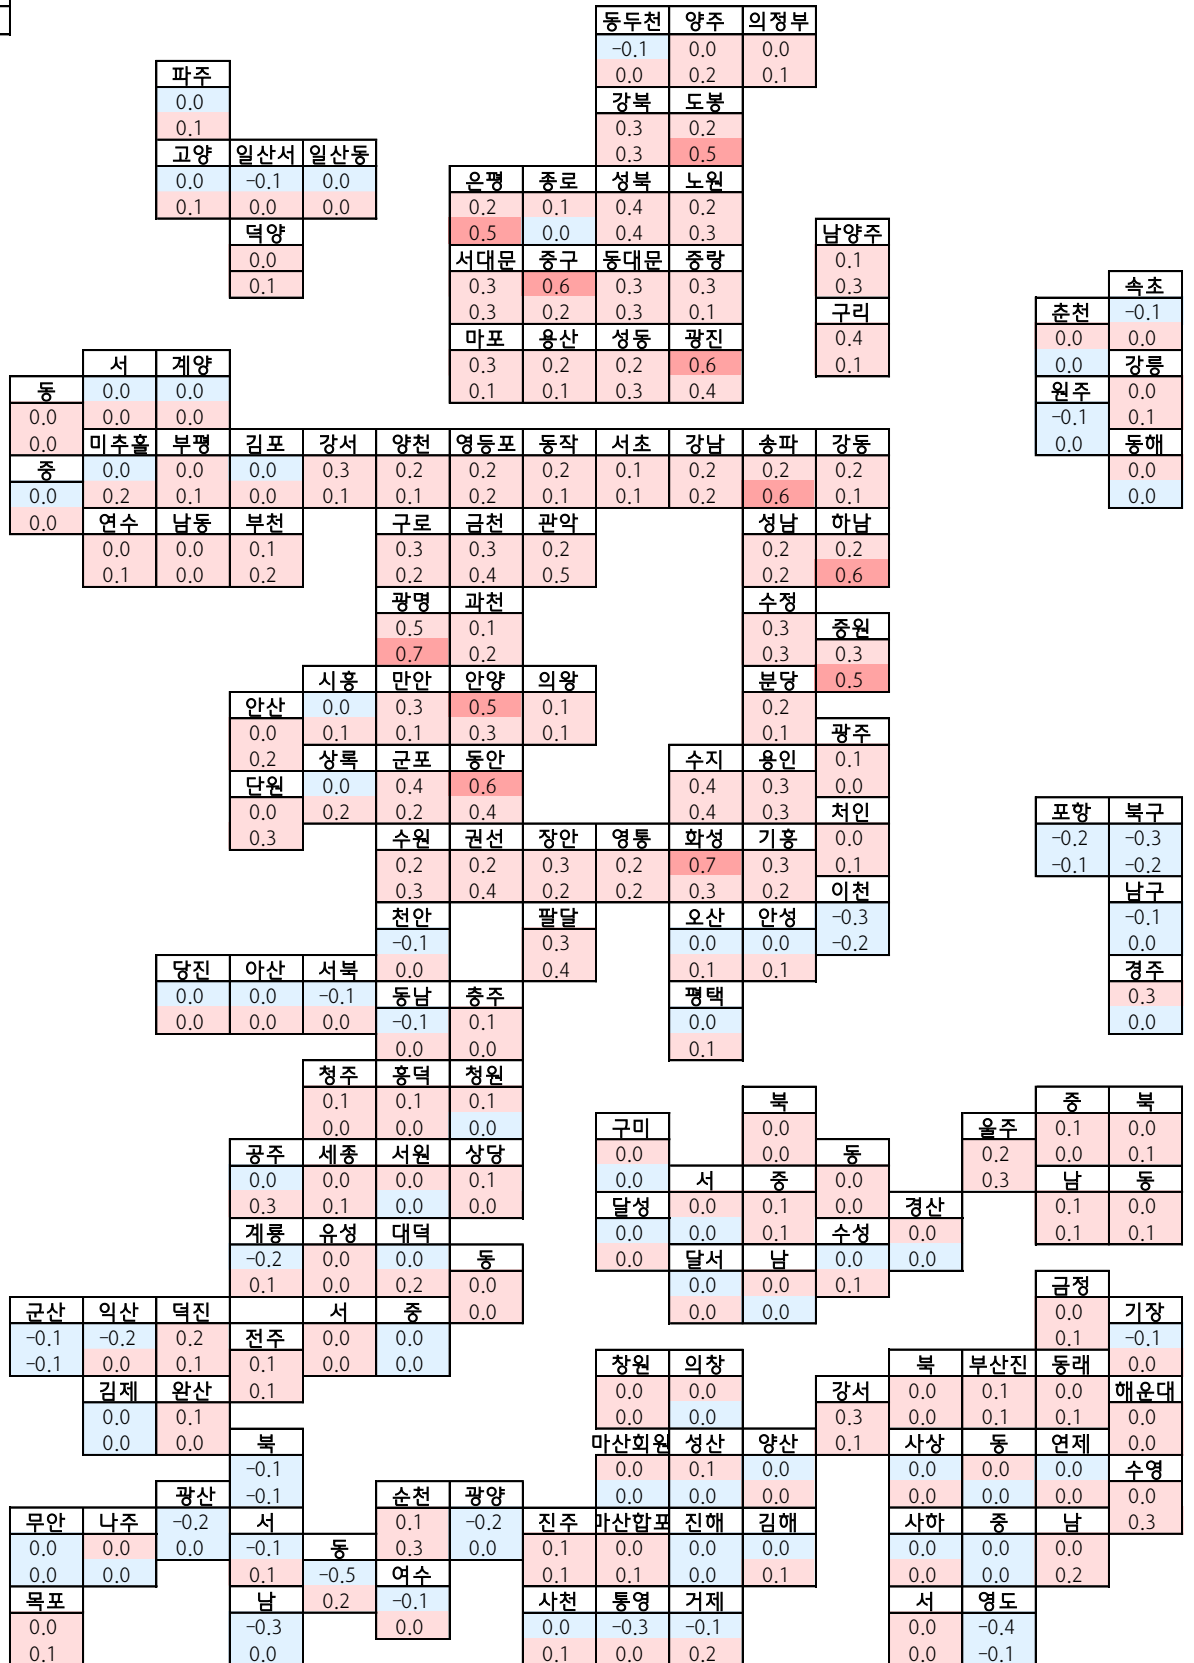 동두천 양주 의정부
-0.1 0.0 0.0
0.0 0.2 0.1
파주
0.0
0.1
강북 도봉
0.3 0.2
0.3 0.5
고양 일산서 일산동
0.0 -0.1 0.0
0.1 0.0 0.0
은평 종로 성북 노원
0.2 0.1 0.4 0.2
0.5 0.0 0.4 0.3
덕양
0.0
0.1
남양주
0.1
0.3
서대문 중구 동대문 중랑
0.3 0.6 0.3 0.3
0.3 0.2 0.3 0.1
구리
0.4
0.1
속초
-0.1
0.0
춘천
0.0
0.0
마포 용산 성동 광진
0.3 0.2 0.2 0.6
0.1 0.1 0.3 0.4
서 계양
0.0 0.0
0.0 0.0
강릉
0.0
0.1
동
0.0
0.0
원주
-0.1
0.0
미추홀 부평 김포 강서 양천 영등포 동작 서초 강남 송파 강동
0.0 0.0 0.0 0.3 0.2 0.2 0.2 0.1 0.2 0.2 0.2
0.2 0.1 0.0 0.1 0.1 0.2 0.1 0.1 0.2 0.6 0.1
동해
0.0
0.0
중
0.0
0.0
연수 남동 부천 구로 금천 관악 성남 하남
0.0 0.0 0.1 0.3 0.3 0.2 0.2 0.2
0.1 0.0 0.2 0.2 0.4 0.5 0.2 0.6
광명 과천 수정
0.5 0.1 0.3
0.7 0.2 0.3
중원
0.3
0.5
시흥 만안 안양 의왕 분당
0.0 0.3 0.5 0.1 0.2
0.1 0.1 0.3 0.1 0.1
안산
0.0
0.2
광주
0.1
0.0
상록 군포 동안 수지 용인
0.0 0.4 0.6 0.4 0.3
0.2 0.2 0.4 0.4 0.3
단원
0.0
0.3
처인
0.0
0.1
포항 북구
-0.2 -0.3
-0.1 -0.2
수원 권선 장안 영통 화성 기흥
0.2 0.2 0.3 0.2 0.7 0.3
0.3 0.4 0.2 0.2 0.3 0.2
이천
-0.3
-0.2
남구
-0.1
0.0
천안 팔달 오산 안성
-0.1 0.3 0.0 0.0
0.0 0.4 0.1 0.1
당진 아산 서북
0.0 0.0 -0.1
0.0 0.0 0.0
경주
0.3
0.0
동남 충주 평택
-0.1 0.1 0.0
0.0 0.0 0.1
청주 흥덕 청원
0.1 0.1 0.1
0.0 0.0 0.0
북
0.0
0.0
중 북
0.1 0.0
0.0 0.1
구미
0.0
0.0
울주
0.2
0.3
공주 세종 서원 상당
0.0 0.0 0.0 0.1
0.3 0.1 0.0 0.0
동
0.0
0.0
서 중
0.0 0.1
0.0 0.1
남 동
0.1 0.0
0.1 0.1
달성
0.0
0.0
경산
0.0
0.0
계룡 유성 대덕
-0.2 0.0 0.0
0.1 0.0 0.2
수성
0.0
0.1
동
0.0
0.0
달서 남
0.0 0.0
0.0 0.0
금정
0.0
0.1
군산 익산 덕진 서 중
-0.1 -0.2 0.2 0.0 0.0
-0.1 0.0 0.1 0.0 0.0
기장
-0.1
0.0
전주
0.1
0.1
창원 의창
0.0 0.0
0.0 0.0
북 부산진 동래
0.0 0.1 0.0
0.0 0.1 0.1
김제 완산
0.0 0.1
0.0 0.0
강서
0.3
0.1
해운대
0.0
0.0
북
-0.1
-0.1
마산회원 성산 양산
0.0 0.1 0.0
0.0 0.0 0.0
사상 동 연제
0.0 0.0 0.0
0.0 0.0 0.0
수영
0.0
0.3
광산
-0.2
0.0
순천 광양
0.1 -0.2
0.3 0.0
무안 나주
0.0 0.0
0.0 0.0
서
-0.1
0.1
진주 마산합포 진해 김해
0.1 0.0 0.0 0.0
0.1 0.1 0.0 0.1
사하 중 남
0.0 0.0 0.0
0.0 0.0 0.2
동
-0.5
0.2
여수
-0.1
0.0
목포
0.0
0.1
남
-0.3
0.0
사천 통영 거제
0.0 -0.3 -0.1
0.1 0.0 0.2
서 영도
0.0 -0.4
0.0 -0.1